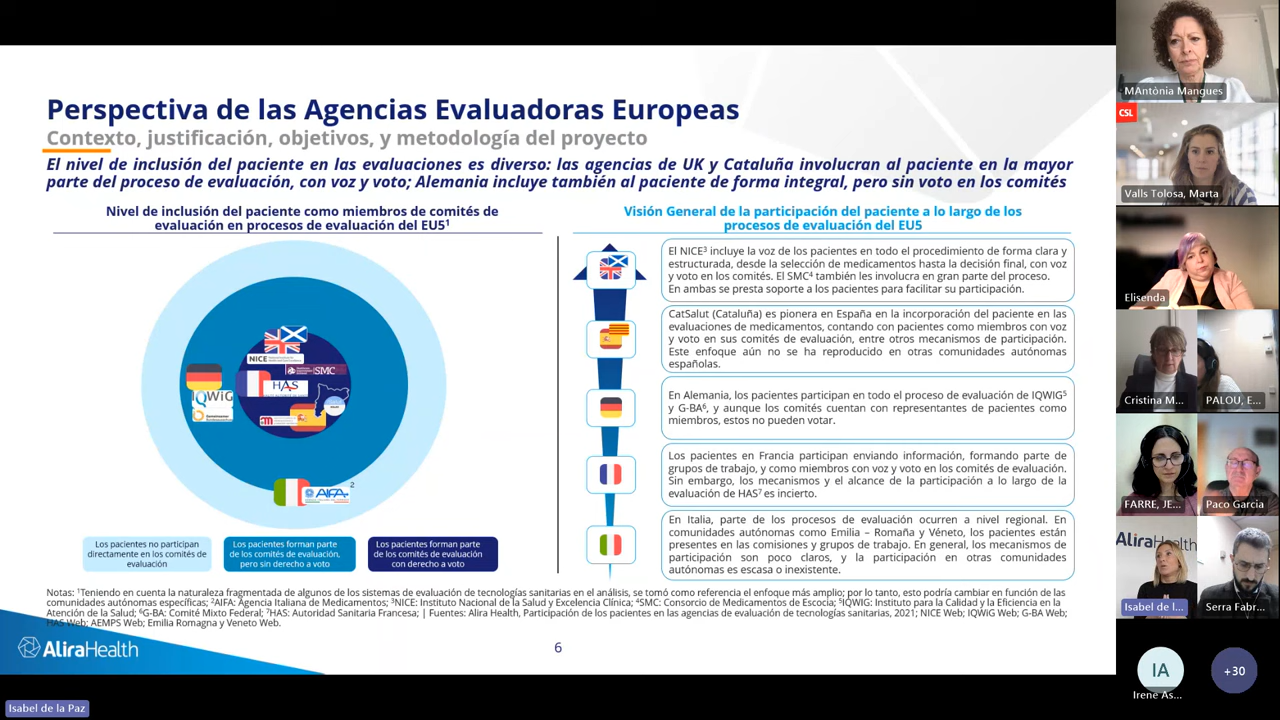 Perspectiva de las Agencias Evaluadoras Europeas
Contexto, justificación, objetivos, y metodología del proyecto
El nivel de inclusión del paciente en las evaluaciones es diverso: las agencias de UK y Cataluña involucran al paciente en la mayor
parte del proceso de evaluación, con voz y voto; Alemania incluye también al paciente de forma integral, pero sin voto en los comités
Nivel de inclusión del paciente como miembros de comités de
evaluación en procesos de evaluación del EU5¹
NICE
SMC
HAS
IQWiG
AIFA
2
Los pacientes no participan
directamente en los comités de
evaluación
Los pacientes forman parte
de los comités de evaluación,
pero sin derecho a voto
Los pacientes forman parte
de los comités de evaluación
con derecho a voto
Visión General de la participación del paciente a lo largo de los
procesos de evaluación del EU5
El NICE³ incluye la voz de los pacientes en todo el procedimiento de forma clara y
estructurada, desde la selección de medicamentos hasta la decisión final, con voz
y voto en los comités. El SMC⁴ también les involucra en gran parte del proceso.
En ambas se presta soporte a los pacientes para facilitar su participación.
CatSalut (Cataluña) es pionera en España en la incorporación del paciente en las
evaluaciones de medicamentos, contando con pacientes como miembros con voz
y voto en sus comités de evaluación, entre otros mecanismos de participación.
Este enfoque aún no se ha reproducido en otras comunidades autónomas
españolas.
En Alemania, los pacientes participan en todo el proceso de evaluación de IQWIG⁵
y G-BA⁶, y aunque los comités cuentan con representantes de pacientes como
miembros, estos no pueden votar.
Los pacientes en Francia participan enviando información, formando parte de
grupos de trabajo, y como miembros con voz y voto en los comités de evaluación.
Sin embargo, los mecanismos y el alcance de la participación a lo largo de la
evaluación de HAS⁷ es incierto.
En Italia, parte de los procesos de evaluación ocurren a nivel regional. En
comunidades autónomas como Emilia – Romaña y Véneto, los pacientes están
presentes en las comisiones y grupos de trabajo. En general, los mecanismos de
participación son poco claros, y la participación en otras comunidades
autónomas es escasa o inexistente.
Notas: ¹Teniendo en cuenta la naturaleza fragmentada de algunos de los sistemas de evaluación de tecnologías sanitarias en el análisis, se tomó como referencia el enfoque más amplio; por lo tanto, esto podría cambiar en función de las
comunidades autónomas específicas; ²AIFA: Agencia Italiana de Medicamentos; ³NICE: Instituto Nacional de la Salud y Excelencia Clínica; ⁴SMC: Consorcio de Medicamentos de Escocia; ⁵IQWIG: Instituto para la Calidad y la Eficiencia en la
Atención de la Salud; ⁶G-BA: Comité Mixto Federal; ⁷HAS: Autoridad Sanitaria Francesa; | Fuentes: Alira Health, Participación de los pacientes en las agencias de evaluación de tecnologías sanitarias, 2021; NICE Web; IQWiG Web; G-BA Web;
HAS Web; AEMPS Web; Emilia Romagna y Veneto Web.
AliraHealth
6
Isabel de la Paz
MAntònia Mangues
CSL
Valls Tolosa, Marta
Elisenda
Cristina M...
PALOU, E...
FARRE, JE...
Paco Garcia
AliraHealth
Isabel de l...
Serra Fabr...
IA
Irene As...
+30